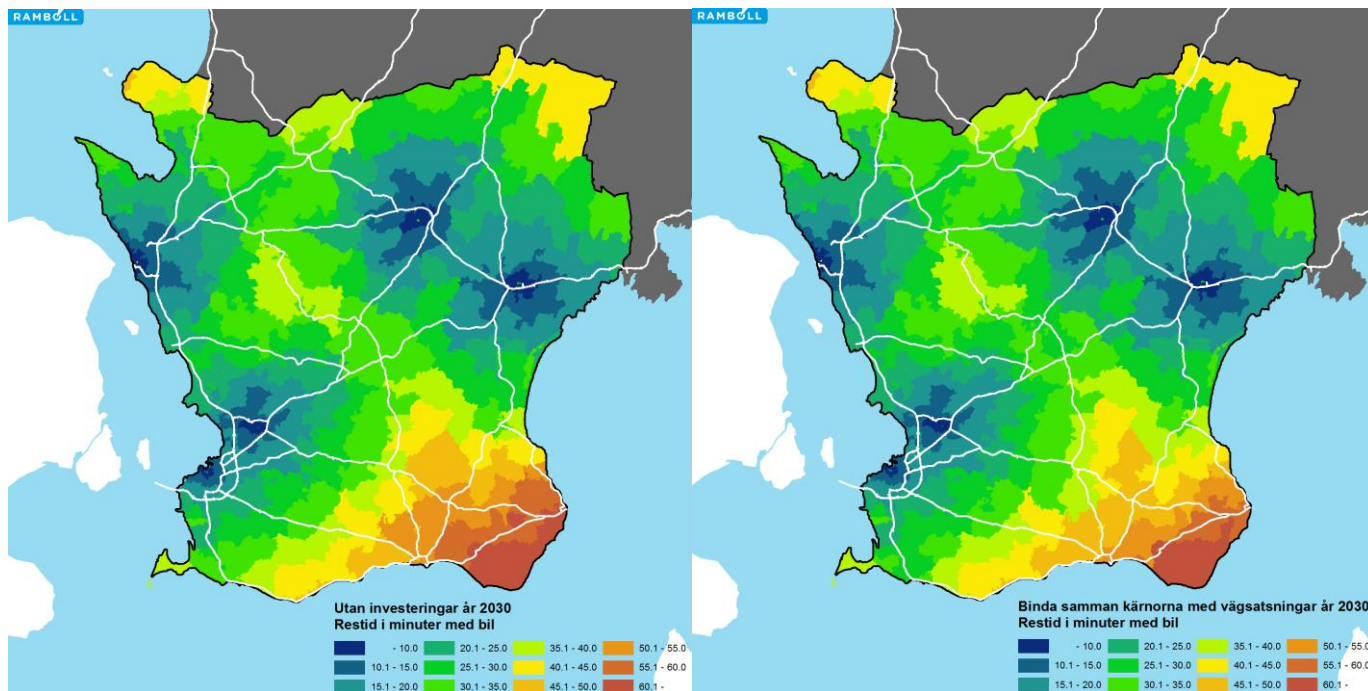 RAMBOLL
Utan investeringar år 2030
Restid i minuter med bil
- 10.0 20.1 - 25.0 35.1 - 40.0 50.1 - 55.0
10.1 - 15.0 25.1 - 30.0 40.1 - 45.0 55.1 - 60.0
15.1 - 20.0 30.1 - 35.0 45.1 - 50.0 60.1 -
RAMBOLL
Binda samman kärnorna med vägsatsningar år 2030
Restid i minuter med bil
- 10.0 20.1 - 25.0 35.1 - 40.0 50.1 - 55.0
10.1 - 15.0 25.1 - 30.0 40.1 - 45.0 55.1 - 60.0
15.1 - 20.0 30.1 - 35.0 45.1 - 50.0 60.1 -